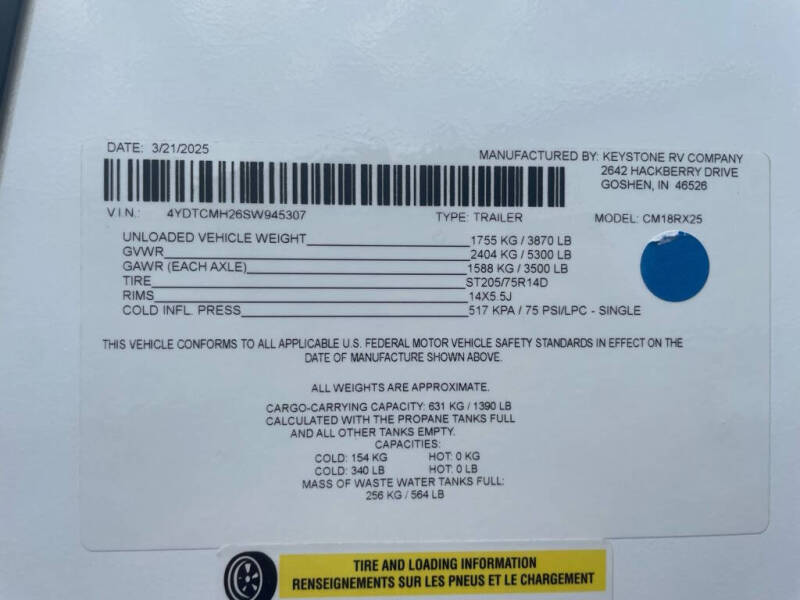 DATE: 3/21/2025
MANUFACTURED BY: KEYSTONE RV COMPANY
2642 HACKBERRY DRIVE
GOSHEN, IN 46526
V I N.: 4YDTCMH26SW945307 TYPE: TRAILER MODEL: CM18RX25
UNLOADED VEHICLE WEIGHT 1755 KG / 3870 LB
GVWR 2404 KG / 5300 LB
GAWR (EACH AXLE) 1588 KG / 3500 LB
TIRE ST205/75R14D
RIMS 14X5.5J
COLD INFL. PRESS 517 KPA / 75 PSI/LPC - SINGLE
THIS VEHICLE CONFORMS TO ALL APPLICABLE U.S. FEDERAL MOTOR VEHICLE SAFETY STANDARDS IN EFFECT ON THE
DATE OF MANUFACTURE SHOWN ABOVE.
ALL WEIGHTS ARE APPROXIMATE.
CARGO-CARRYING CAPACITY: 631 KG / 1390 LB
CALCULATED WITH THE PROPANE TANKS FULL
AND ALL OTHER TANKS EMPTY.
CAPACITIES:
COLD: 154 KG HOT: 0 KG
COLD: 340 LB HOT: 0 LB
MASS OF WASTE WATER TANKS FULL:
256 KG / 564 LB
TIRE AND LOADING INFORMATION
RENSEIGNEMENTS SUR LES PNEUS ET LE CHARGEMENT